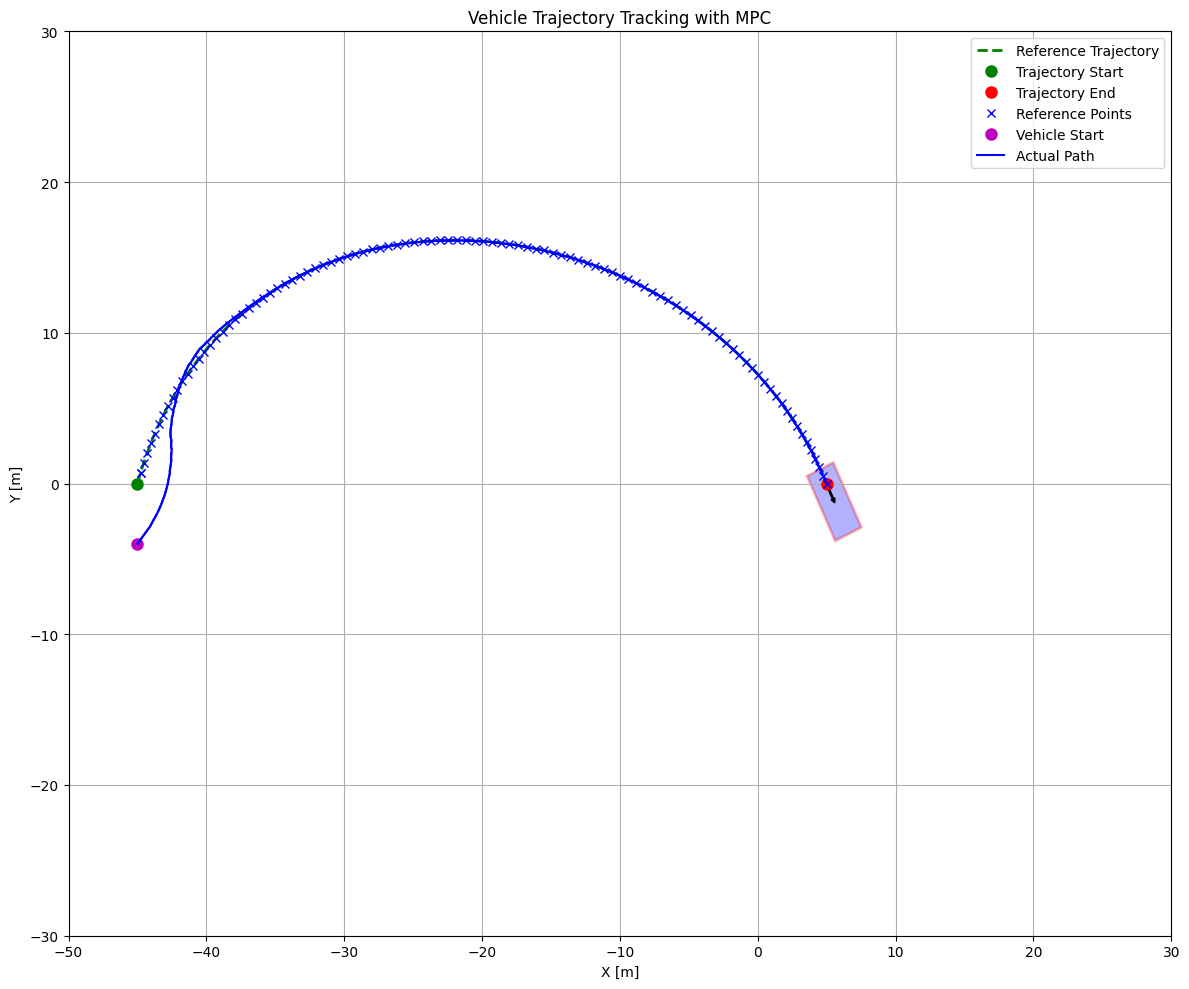 Vehicle Trajectory Tracking with MPC
Reference Trajectory
Trajectory Start
Trajectory End
Reference Points
Vehicle Start
Actual Path
30
20
10
0
−10
−20
−30
Y [m]
−50
−40
−30
−20
−10
0
10
20
30
X [m]